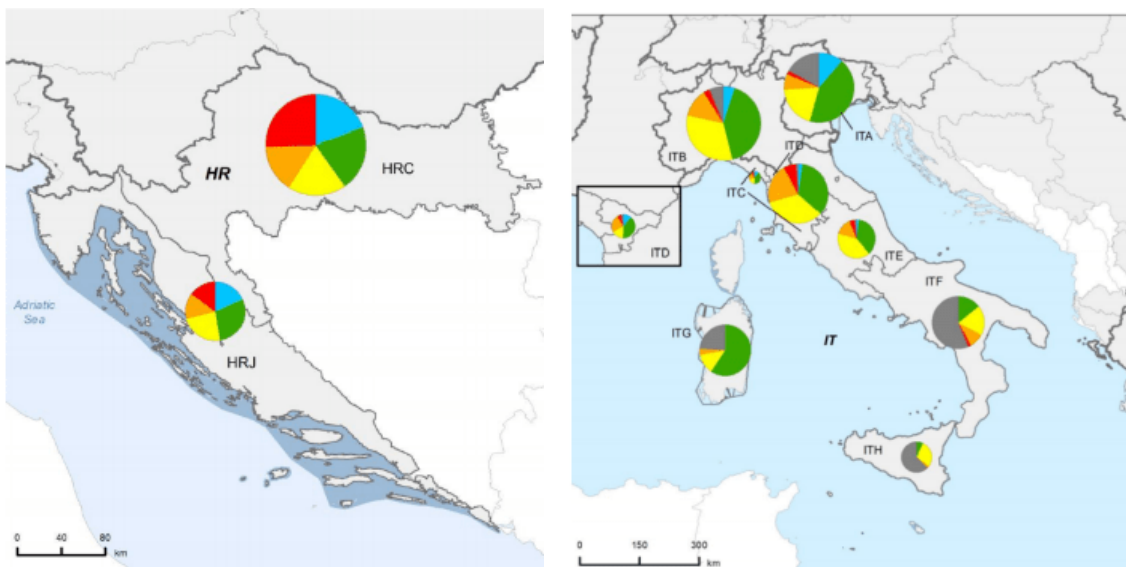 HR
HRC
HRJ
Adriatic
Sea
0 40 80
km
ITD
ITA
ITB
ITC
ITD
ITE
ITF
ITG
IT
ITH
0 150 300
km